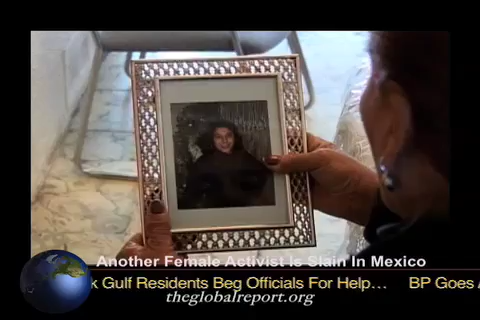 Another Female Activist Is Slain In Mexico
k Gulf Residents Beg Officials For Help... BP Goes
theglobalreport.org